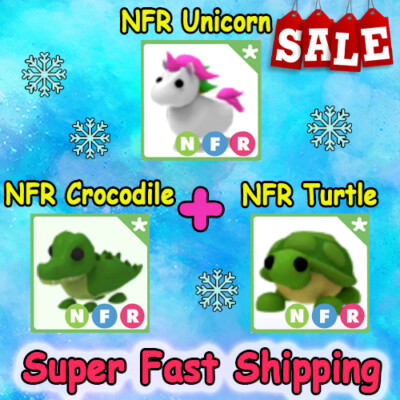 NFR Unicorn
SALE
N F R
NFR Crocodile + NFR Turtle
N F R
N F R
Super Fast Shipping